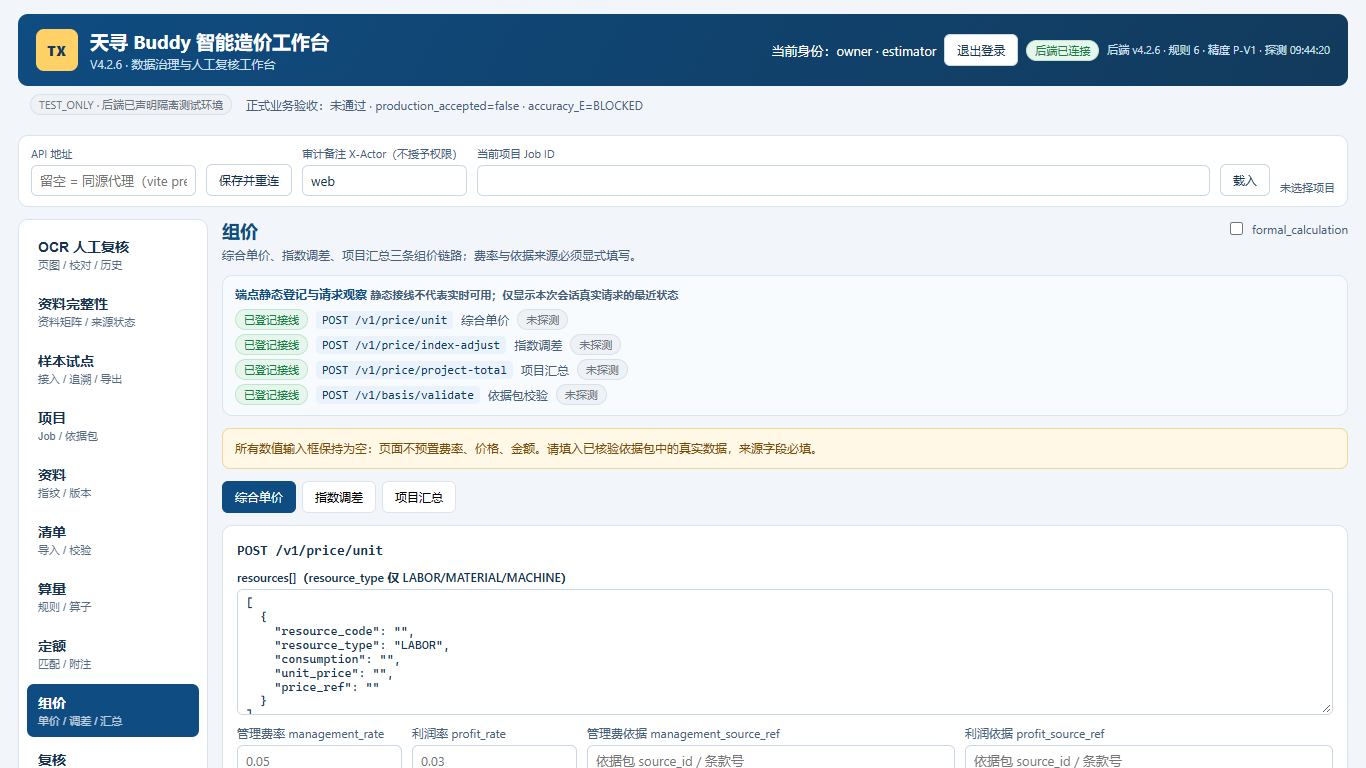 TX
天寻 Buddy 智能造价工作台
V4.2.6 · 数据治理与人工复核工作台
当前身份：owner · estimator
退出登录
后端已连接
后端 v4.2.6 · 规则 6 · 精度 P-V1 · 探测 09:44:20
TEST_ONLY · 后端已声明隔离测试环境
正式业务验收：未通过 · production_accepted=false · accuracy_E=BLOCKED
API 地址
留空 = 同源代理（vite pre
保存并重连
审计备注 X-Actor（不授予权限）
web
当前项目 Job ID
载入
未选择项目
OCR 人工复核
页图 / 校对 / 历史
资料完整性
资料矩阵 / 来源状态
样本试点
接入 / 追溯 / 导出
项目
Job / 依据包
资料
指纹 / 版本
清单
导入 / 校验
算量
规则 / 算子
定额
匹配 / 附注
组价
单价 / 调差 / 汇总
复核
组价
综合单价、指数调差、项目汇总三条组价链路；费率与依据来源必须显式填写。
formal_calculation
端点静态登记与请求观察 静态接线不代表实时可用；仅显示本次会话真实请求的最近状态
已登记接线 POST /v1/price/unit 综合单价 未探测
已登记接线 POST /v1/price/index-adjust 指数调差 未探测
已登记接线 POST /v1/price/project-total 项目汇总 未探测
已登记接线 POST /v1/basis/validate 依据包校验 未探测
所有数值输入框保持为空：页面不预置费率、价格、金额。请填入已核验依据包中的真实数据，来源字段必填。
综合单价
指数调差
项目汇总
POST /v1/price/unit
resources[]（resource_type 仅 LABOR/MATERIAL/MACHINE）
[
{
"resource_code": "",
"resource_type": "LABOR",
"consumption": "",
"unit_price": "",
"price_ref": ""
}
]
管理费率 management_rate
0.05
利润率 profit_rate
0.03
管理费依据 management_source_ref
依据包 source_id / 条款号
利润依据 profit_source_ref
依据包 source_id / 条款号